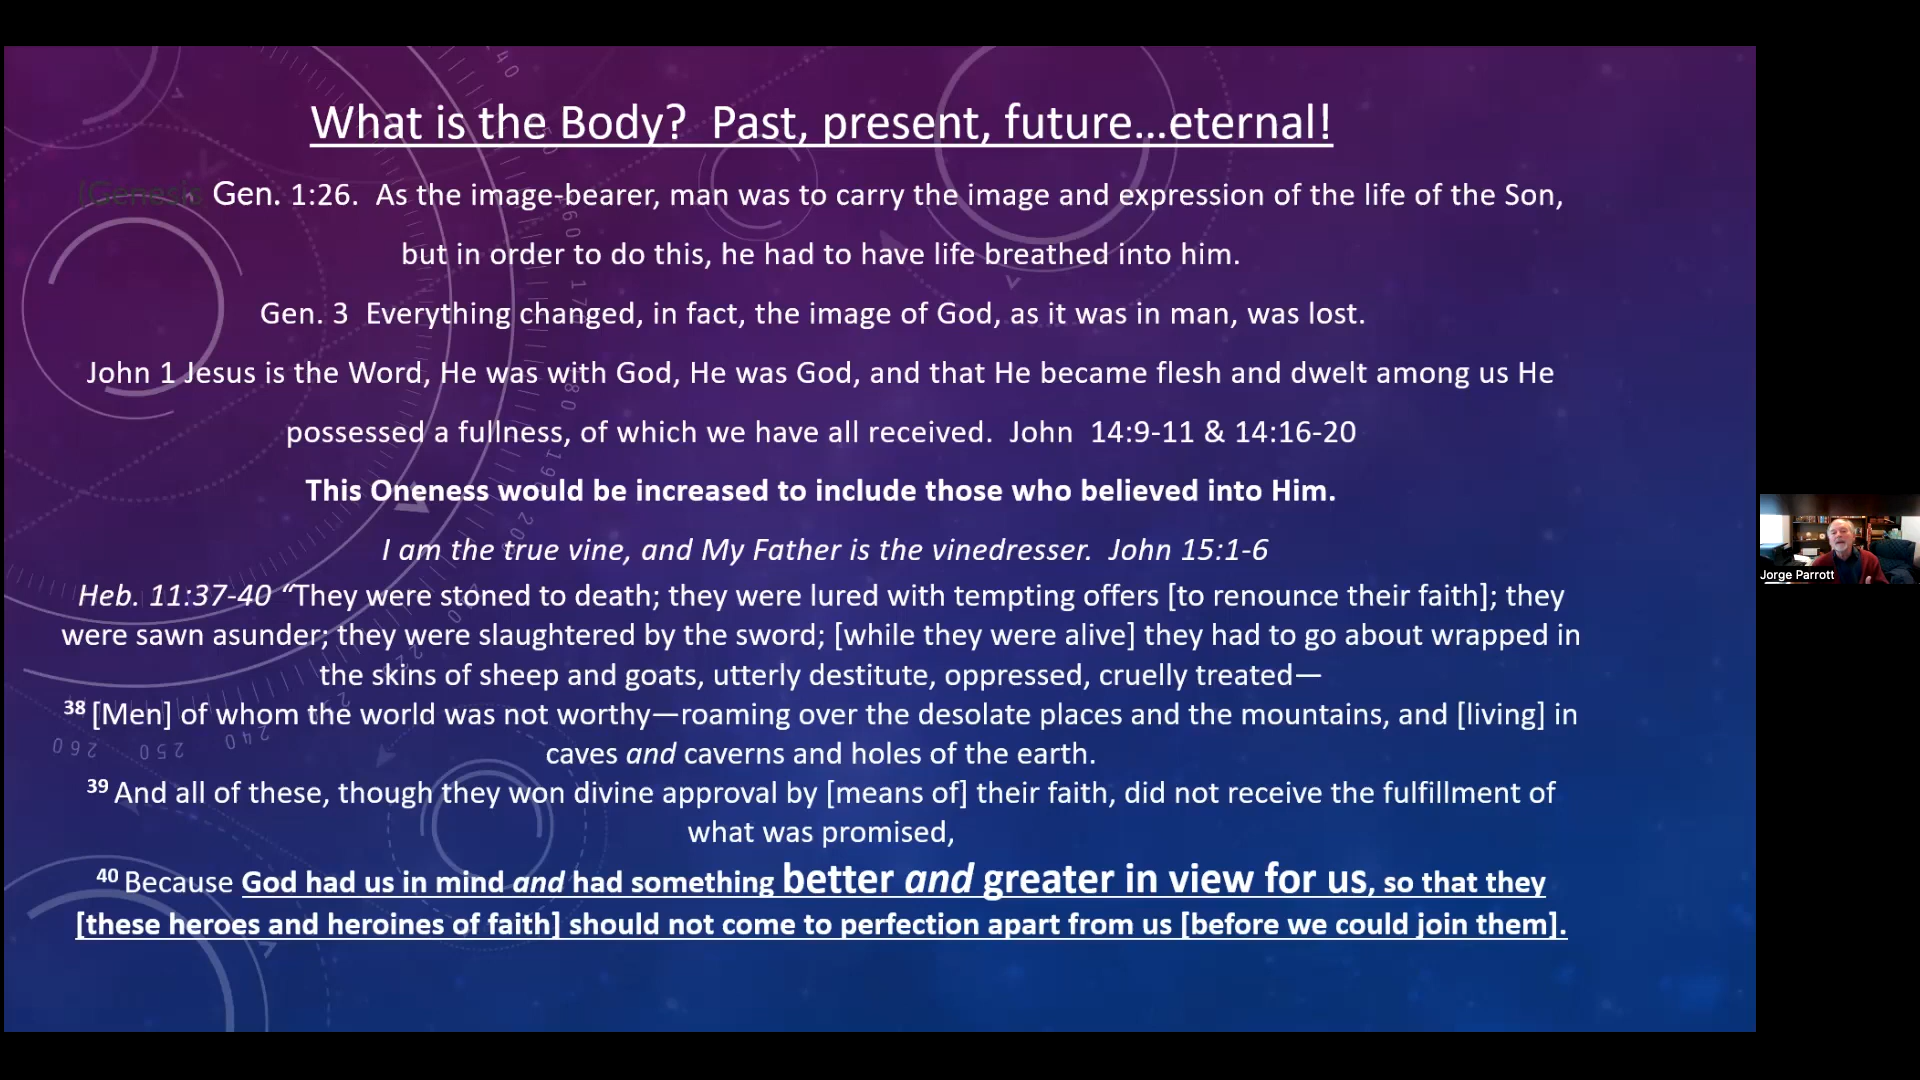 What is the Body?  Past, present, future...eternal!
(Genesis Gen. 1:26.  As the image-bearer, man was to carry the image and expression of the life of the Son,
but in order to do this, he had to have life breathed into him.
Gen. 3  Everything changed, in fact, the image of God, as it was in man, was lost.
John 1 Jesus is the Word, He was with God, He was God, and that He became flesh and dwelt among us He
possessed a fullness, of which we have all received.  John  14:9-11 & 14:16-20
This Oneness would be increased to include those who believed into Him.
I am the true vine, and My Father is the vinedresser.  John 15:1-6
Heb. 11:37-40 “They were stoned to death; they were lured with tempting offers [to renounce their faith]; they
were sawn asunder; they were slaughtered by the sword; [while they were alive] they had to go about wrapped in
the skins of sheep and goats, utterly destitute, oppressed, cruelly treated—
38 [Men] of whom the world was not worthy—roaming over the desolate places and the mountains, and [living] in
caves and caverns and holes of the earth.
39 And all of these, though they won divine approval by [means of] their faith, did not receive the fulfillment of
what was promised,
40 Because God had us in mind and had something better and greater in view for us, so that they
[these heroes and heroines of faith] should not come to perfection apart from us [before we could join them].
Jorge Parrott
260 250 240